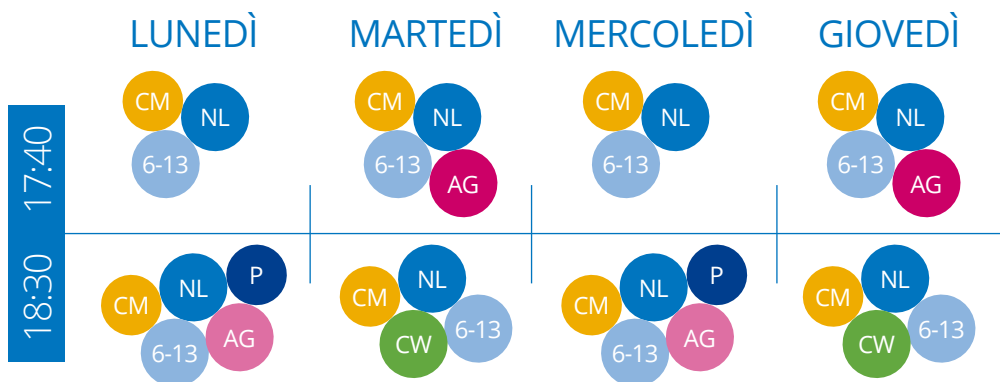 LUNEDÌ MARTEDÌ MERCOLEDÌ GIOVEDÌ
17:40
CM NL 6-13
CM NL 6-13 AG
CM NL 6-13
CM NL 6-13 AG
18:30
CM NL P 6-13 AG
CM NL 6-13 CW
CM NL P 6-13 AG
CM NL 6-13 CW